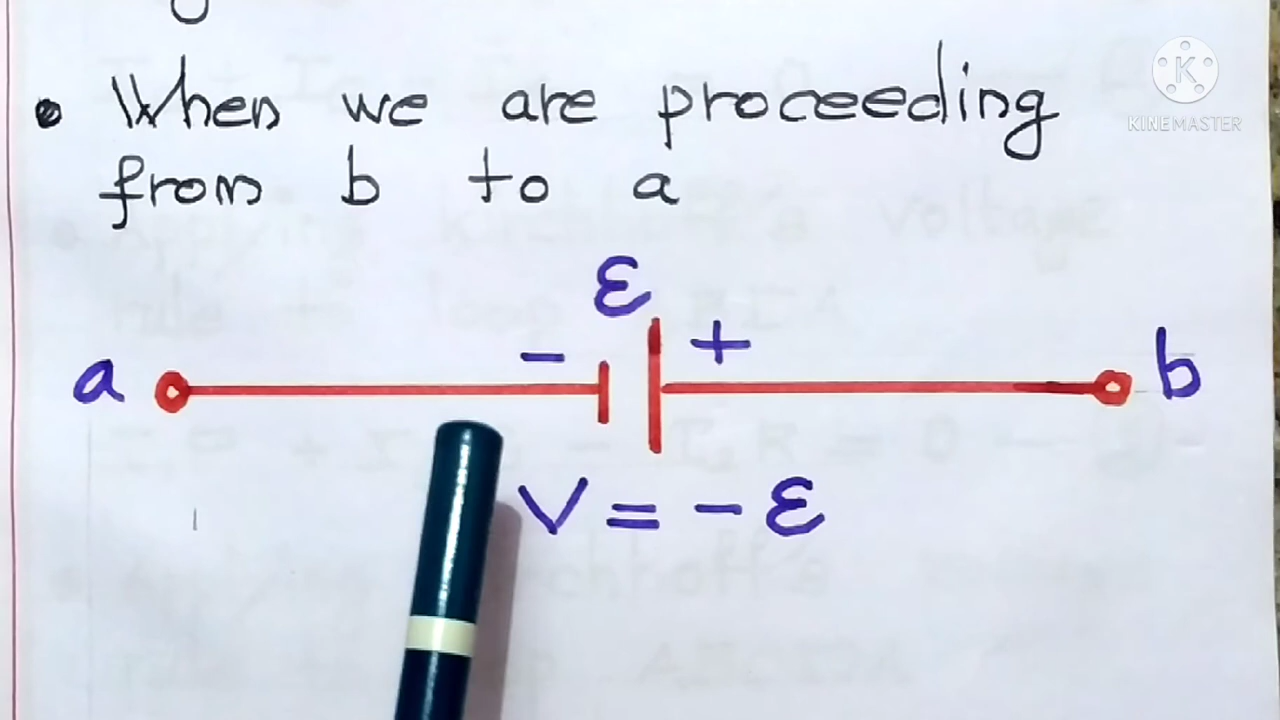 • When we are proceeding
from b to a
ε
- +
a b
V = - ε
K
KINEMASTER